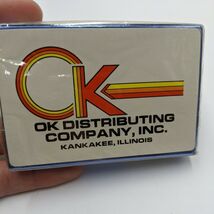 OK
OK DISTRIBUTING
COMPANY, INC.
KANKAKEE, ILLINOIS